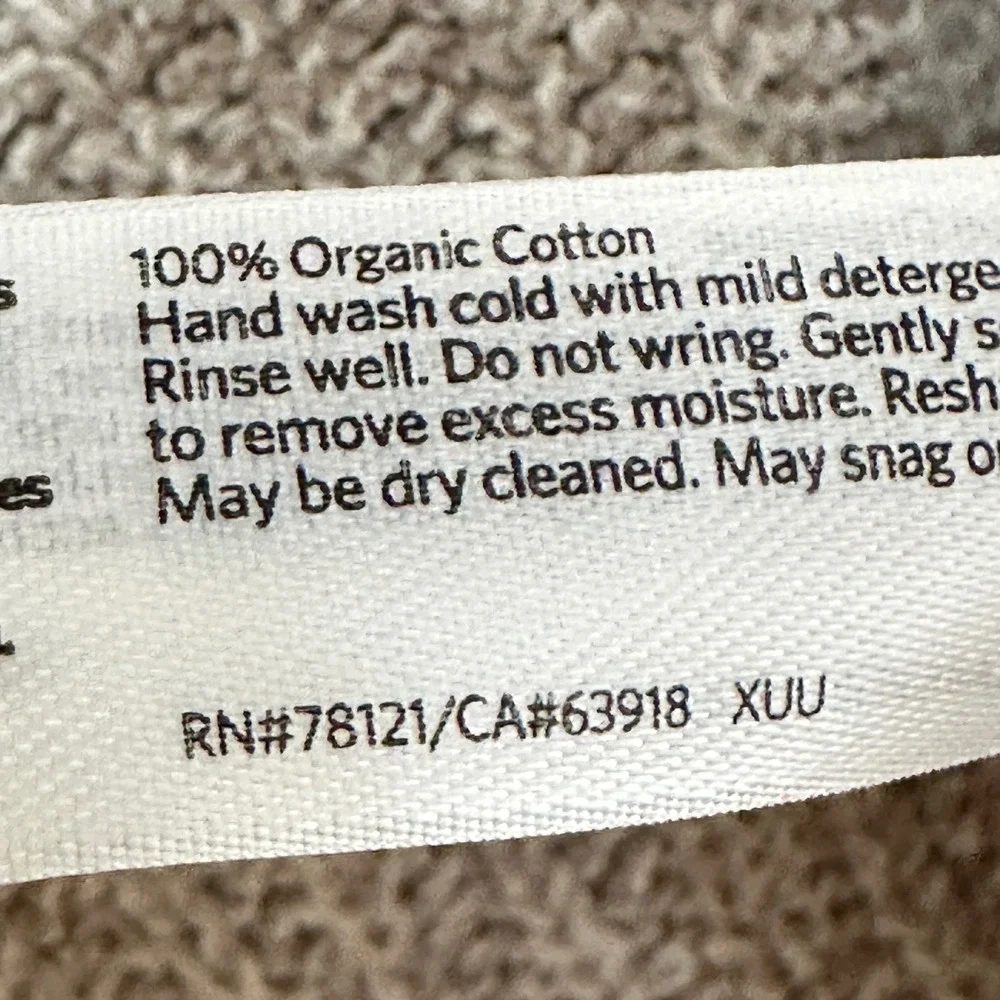 100% Organic Cotton
Hand wash cold with mild deterge
Rinse well. Do not wring. Gently s
to remove excess moisture. Resh
May be dry cleaned. May snag o
es
RN#78121/CA#63918 XUU